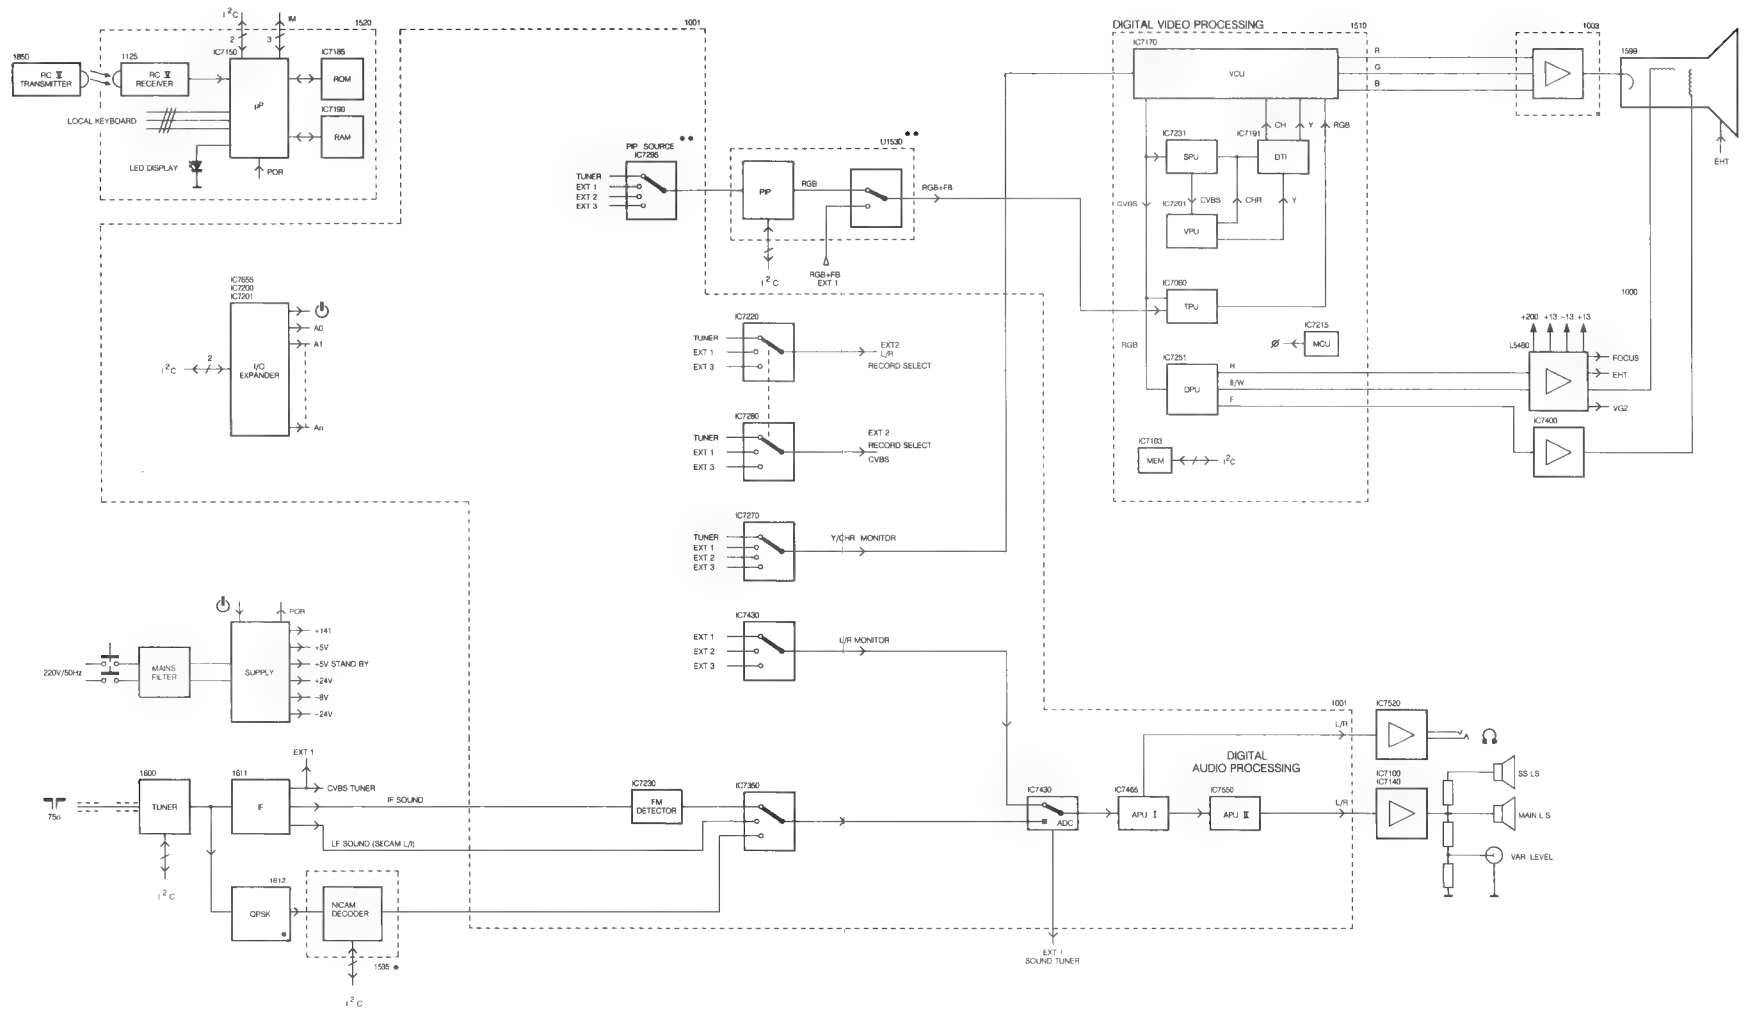 I²C
IM
1520
2
3
IC7150
IC7185
ROM
IC7190
RAM
1850
RC V
TRANSMITTER
1125
RC V
RECEIVER
µP
LOCAL KEYBOARD
LED DISPLAY
POR
1001
PIP SOURCE
IC7295
TUNER
EXT 1
EXT 2
EXT 3
U1530
PIP
RGB
RGB+FB
I²C
RGB+FB
EXT 1
DIGITAL VIDEO PROCESSING
1510
IC7170
VCU
R
G
B
1003
1599
EHT
CH
Y
RGB
IC7231
SPU
IC7191
DTI
CVBS
CVBS
CHR
Y
IC7201
VPU
IC7060
TPU
RGB
IC7215
MCU
IC7251
DPU
H
F
IC7183
MEM
I²C
1000
+200
+13
-13
+13
L5480
FOCUS
EHT
VG2
IC7400
IC7655
IC7200
IC7201
I²C
2
I/O
EXPANDER
A0
A1
An
IC7220
TUNER
EXT 1
EXT 3
EXT2
L/R
RECORD SELECT
IC7280
TUNER
EXT 1
EXT 3
EXT 2
RECORD SELECT
CVBS
IC7270
TUNER
EXT 1
EXT 2
EXT 3
Y/CHR MONITOR
IC7430
EXT 1
EXT 2
EXT 3
L/R MONITOR
220V/50Hz
MAINS
FILTER
POR
SUPPLY
+141
+5V
+5V STAND BY
+24V
-8V
-24V
75Ω
1600
TUNER
I²C
1611
IF
EXT 1
CVBS TUNER
IF SOUND
LF SOUND (SECAM L/I)
1612
QPSK
NICAM
DECODER
1535
I²C
IC7230
FM
DETECTOR
IC7350
IC7430
ADC
EXT 1
SOUND TUNER
IC7465
APU I
IC7550
APU II
DIGITAL
AUDIO PROCESSING
1001
L/R
L/R
IC7520
IC7100
IC7140
SS LS
MAIN LS
VAR LEVEL